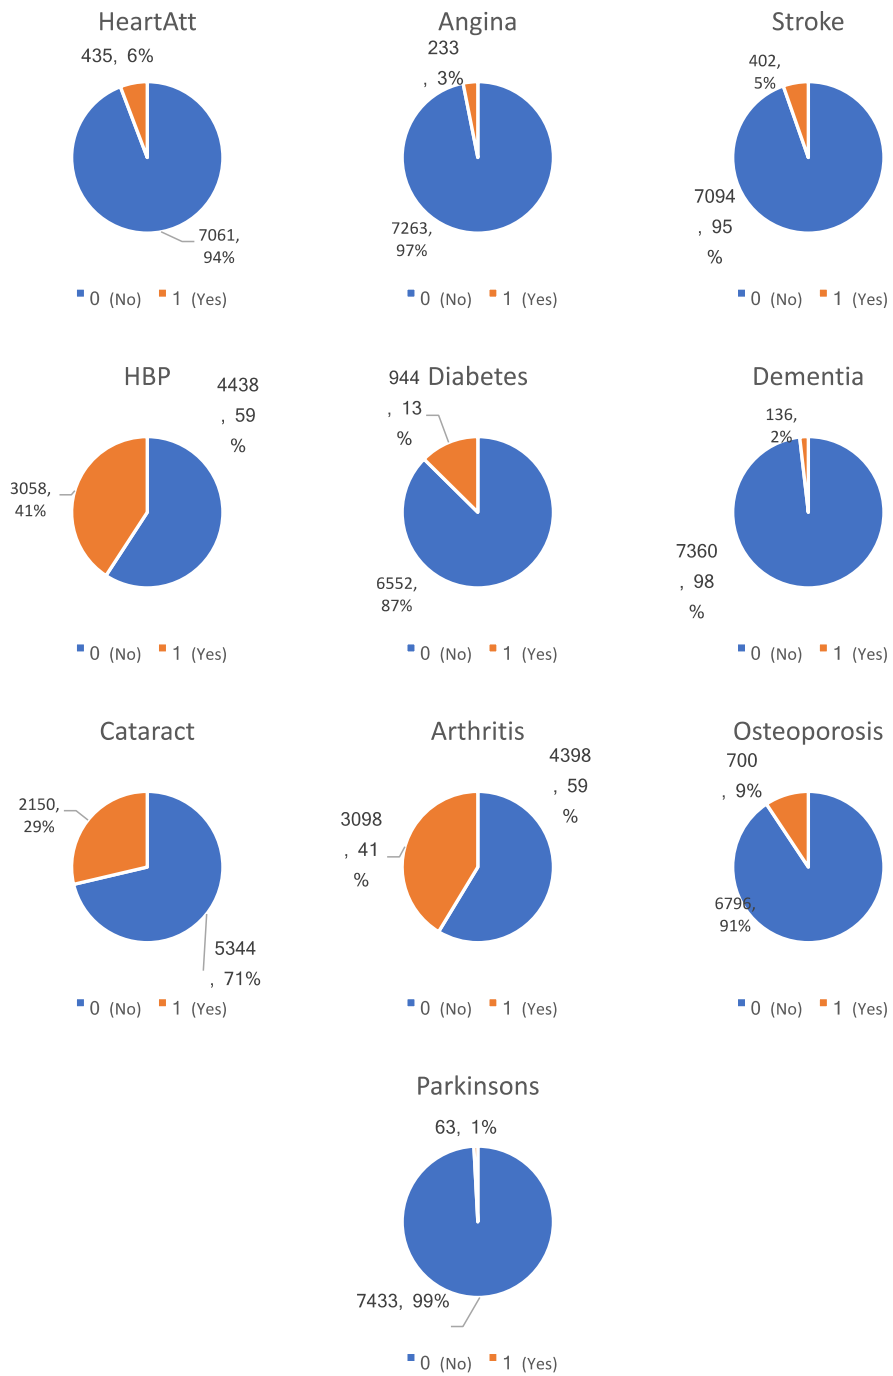 HeartAtt
435, 6%
7061,
94%
0 (No) 1 (Yes)
Angina
233
, 3%
7263,
97%
0 (No) 1 (Yes)
Stroke
402,
5%
7094
, 95
%
0 (No) 1 (Yes)
HBP
4438
, 59
%
3058,
41%
0 (No) 1 (Yes)
Diabetes
944
, 13
%
6552,
87%
0 (No) 1 (Yes)
Dementia
136,
2%
7360
, 98
%
0 (No) 1 (Yes)
Cataract
2150,
29%
5344
, 71%
0 (No) 1 (Yes)
Arthritis
4398
, 59
%
3098
, 41
%
0 (No) 1 (Yes)
Osteoporosis
700
, 9%
6796,
91%
0 (No) 1 (Yes)
Parkinsons
63, 1%
7433, 99%
0 (No) 1 (Yes)